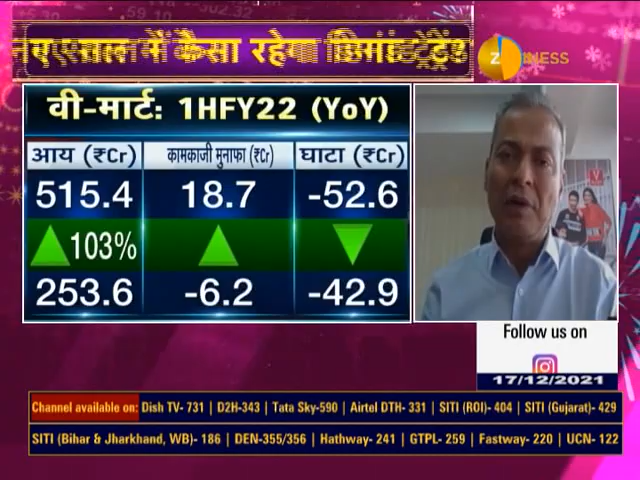 में कैसा रहेगा डिमांड ट्रेंड
Z BUSINESS
वी-मार्ट: 1HFY22 (YoY)
आय (₹Cr) कामकाजी मुनाफा (₹Cr) घाटा (₹Cr)
515.4 18.7 -52.6
103%
253.6 -6.2 -42.9
Follow us on
17/12/2021
Channel available on: Dish TV- 731 | D2H-343 | Tata Sky-590 | Airtel DTH- 331 | SITI (ROI)- 404 | SITI (Gujarat)- 429
SITI (Bihar & Jharkhand, WB)- 186 | DEN-355/356 | Hathway- 241 | GTPL- 259 | Fastway- 220 | UCN- 122